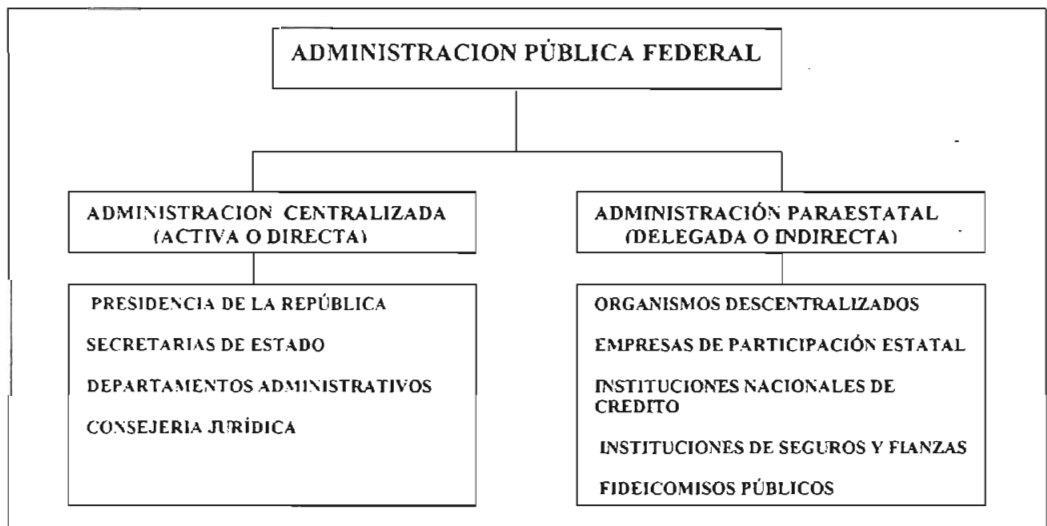 ADMINISTRACION PÚBLICA FEDERAL
ADMINISTRACION CENTRALIZADA
(ACTIVA O DIRECTA)
PRESIDENCIA DE LA REPÚBLICA
SECRETARIAS DE ESTADO
DEPARTAMENTOS ADMINISTRATIVOS
CONSEJERIA JURÍDICA
ADMINISTRACIÓN PARAESTATAL
(DELEGADA O INDIRECTA)
ORGANISMOS DESCENTRALIZADOS
EMPRESAS DE PARTICIPACIÓN ESTATAL
INSTITUCIONES NACIONALES DE
CREDITO
INSTITUCIONES DE SEGUROS Y FIANZAS
FIDEICOMISOS PÚBLICOS